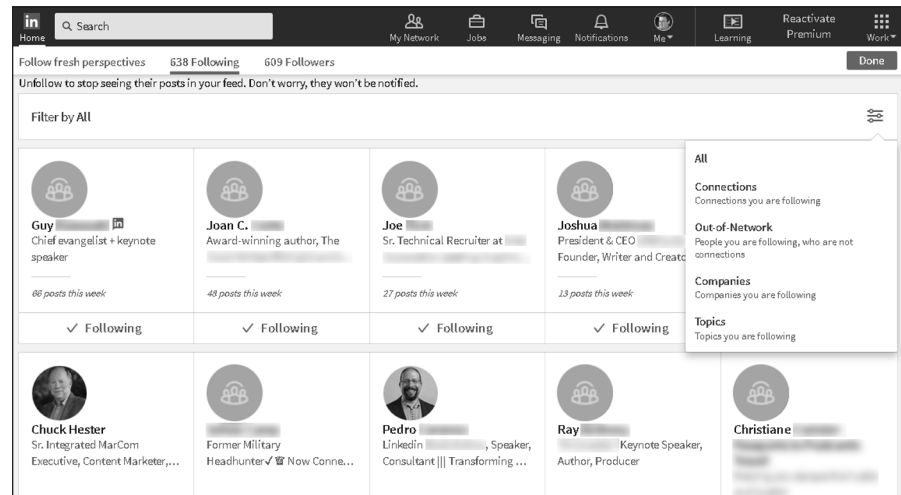 in
Search
Home
My Network
Jobs
Messaging
Notifications
Me
Learning
Reactivate
Premium
Work
Follow fresh perspectives 638 Following 609 Followers
Done
Unfollow to stop seeing their posts in your feed. Don't worry, they won't be notified.
Filter by All
All
Connections
Connections you are following
Out-of-Network
People you are following, who are not
connections
Companies
Companies you are following
Topics
Topics you are following
Guy in
Chief evangelist + keynote
speaker
66 posts this week
✓ Following
Joan C.
Award-winning author, The
48 posts this week
✓ Following
Joe
Sr. Technical Recruiter at
27 posts this week
✓ Following
Joshua
President & CEO
Founder, Writer and Creato
13 posts this week
✓ Following
Chuck Hester
Sr. Integrated MarCom
Executive, Content Marketer,...
Former Military
Headhunter✓ Now Conne...
Pedro
Linkedin , Speaker,
Consultant ||| Transforming ...
Ray
Keynote Speaker,
Author, Producer
Christiane